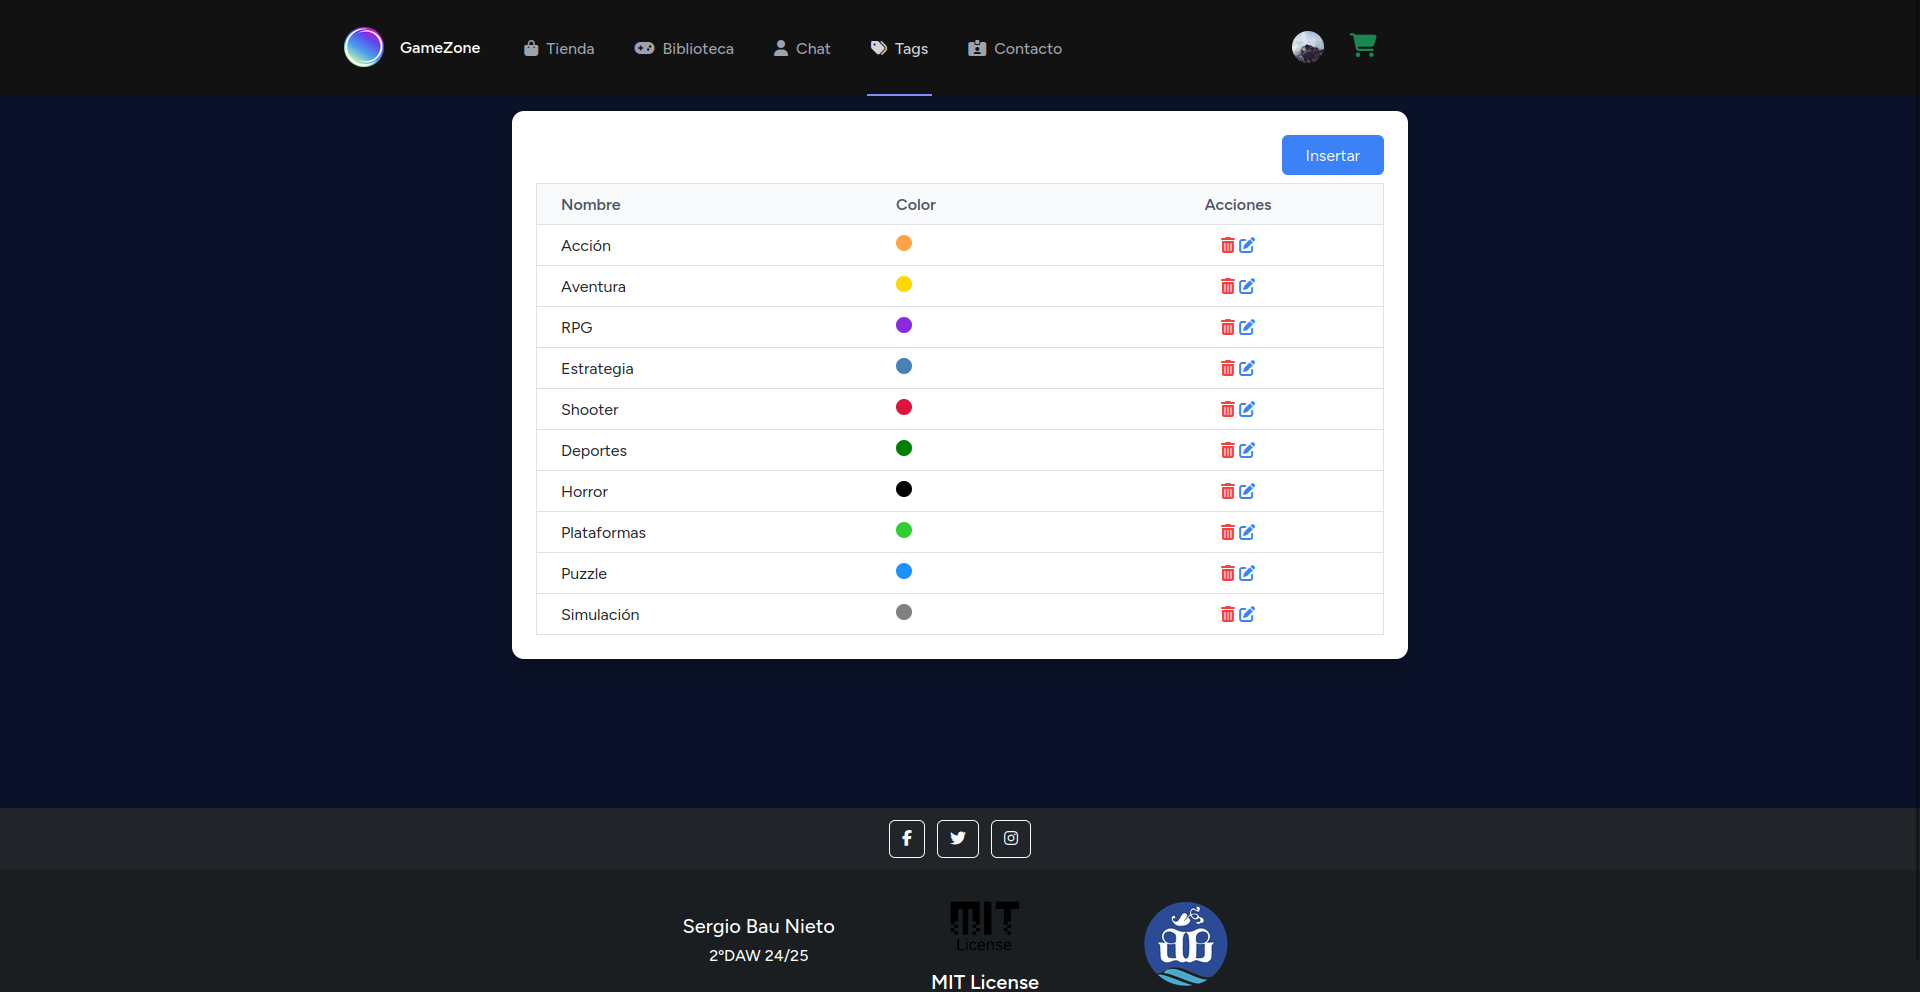 GameZone
Tienda
Biblioteca
Chat
Tags
Contacto
Insertar
Nombre Color Acciones
Acción
Aventura
RPG
Estrategia
Shooter
Deportes
Horror
Plataformas
Puzzle
Simulación
Sergio Bau Nieto
2ºDAW 24/25
MIT
License
MIT License